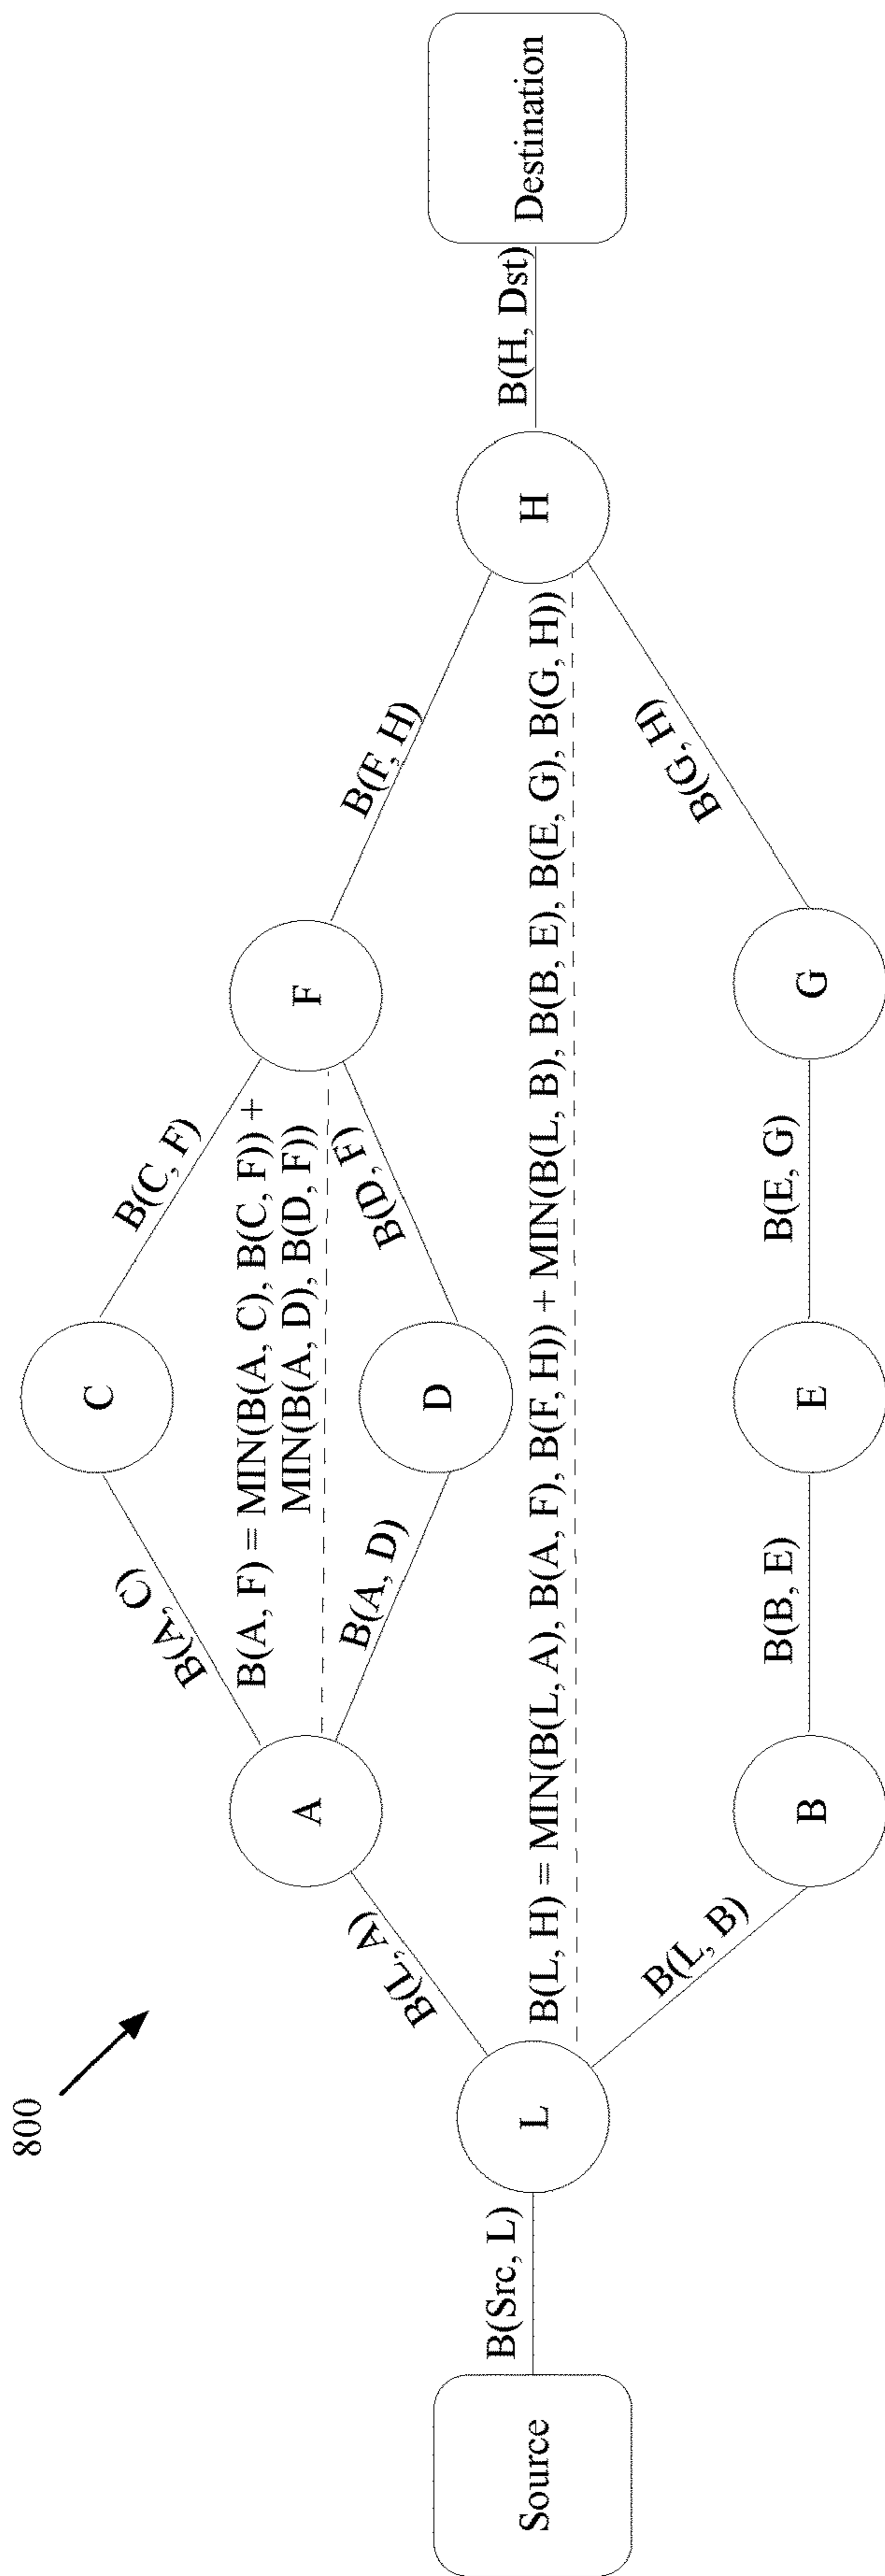 800
Source
B(Src, L)
L
B(L, A)
A
B(A, C)
C
B(C, F)
B(A, F) = MIN(B(A, C), B(C, F)) +
MIN(B(A, D), B(D, F))
B(A, D)
D
B(D, F)
F
B(F, H)
B(L, H) = MIN(B(L, A), B(A, F), B(F, H)) + MIN(B(L, B), B(B, E), B(E, G), B(G, H))
H
B(H, Dst)
Destination
B(L, B)
B
B(B, E)
E
B(E, G)
G
B(G, H)